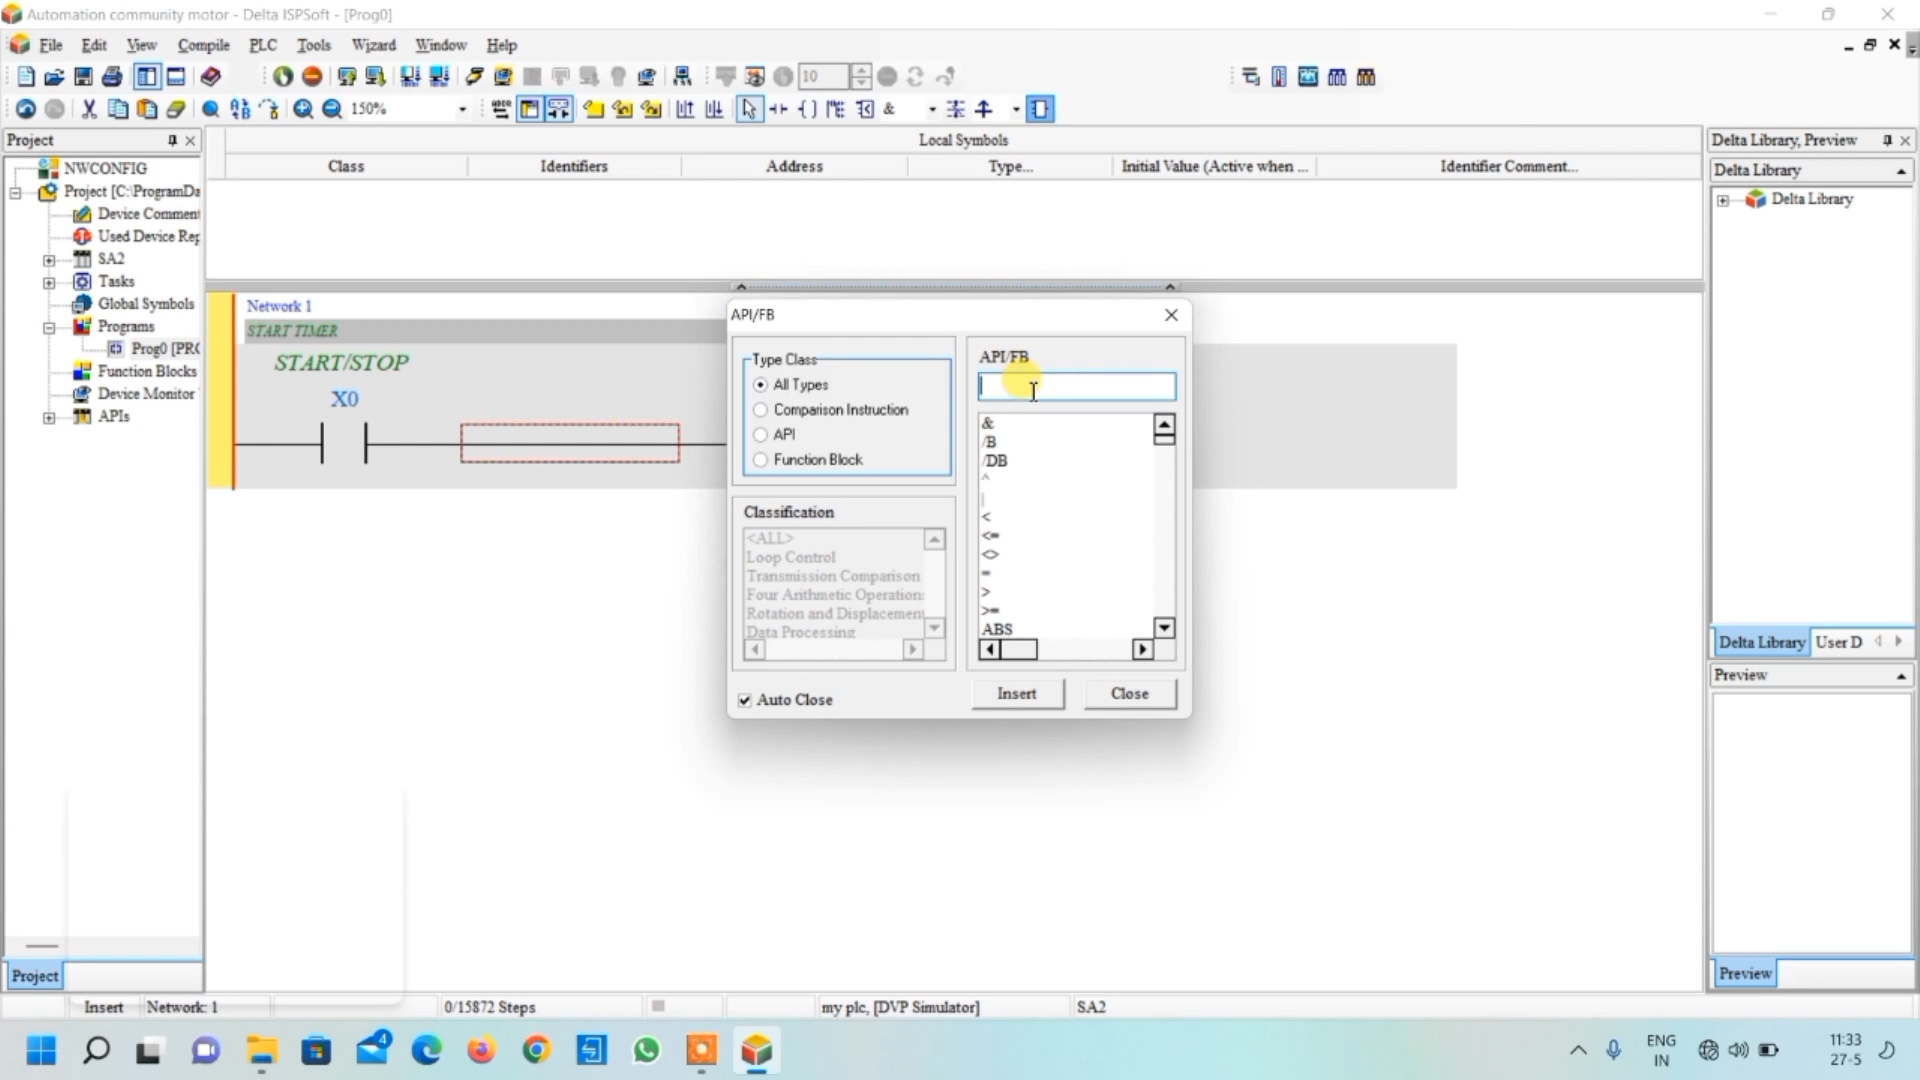 Automation community motor - Delta ISPSoft - [Prog0]
File Edit View Compile PLC Tools Wizard Window Help
10
150%
&
Project
NWCONFIG
Project [C:\ProgramDa
Device Commen
Used Device Rep
SA2
Tasks
Global Symbols
Programs
Prog0 [PRO
Function Blocks
Device Monitor
APIs
Project
Local Symbols
Class Identifiers Address Type... Initial Value (Active when ... Identifier Comment...
Network 1
START TIMER
START/STOP
X0
API/FB
Type Class
All Types
Comparison Instruction
API
Function Block
Classification
<ALL>
Loop Control
Transmission Comparison
Four Arithmetic Operation:
Rotation and Displacement
Data Processing
Auto Close
API/FB
&
/B
/DB
^
|
<
<=
<>
=
>
>=
ABS
Insert Close
Delta Library, Preview
Delta Library
Delta Library
Delta Library User D
Preview
Preview
Insert Network: 1 0/15872 Steps my plc, [DVP Simulator] SA2
4
ENG
IN
11:33
27-5